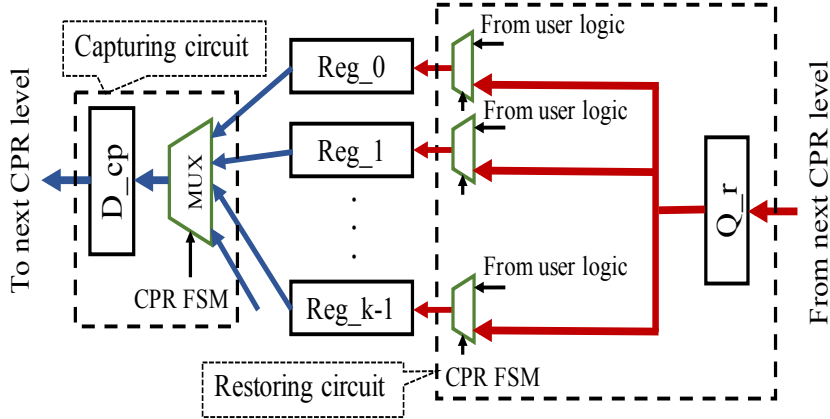 Capturing circuit
To next CPR level
D_cp
MUX
CPR FSM
Reg_0
Reg_1
Reg_k-1
From user logic
From user logic
From user logic
CPR FSM
Q_r
From next CPR level
Restoring circuit